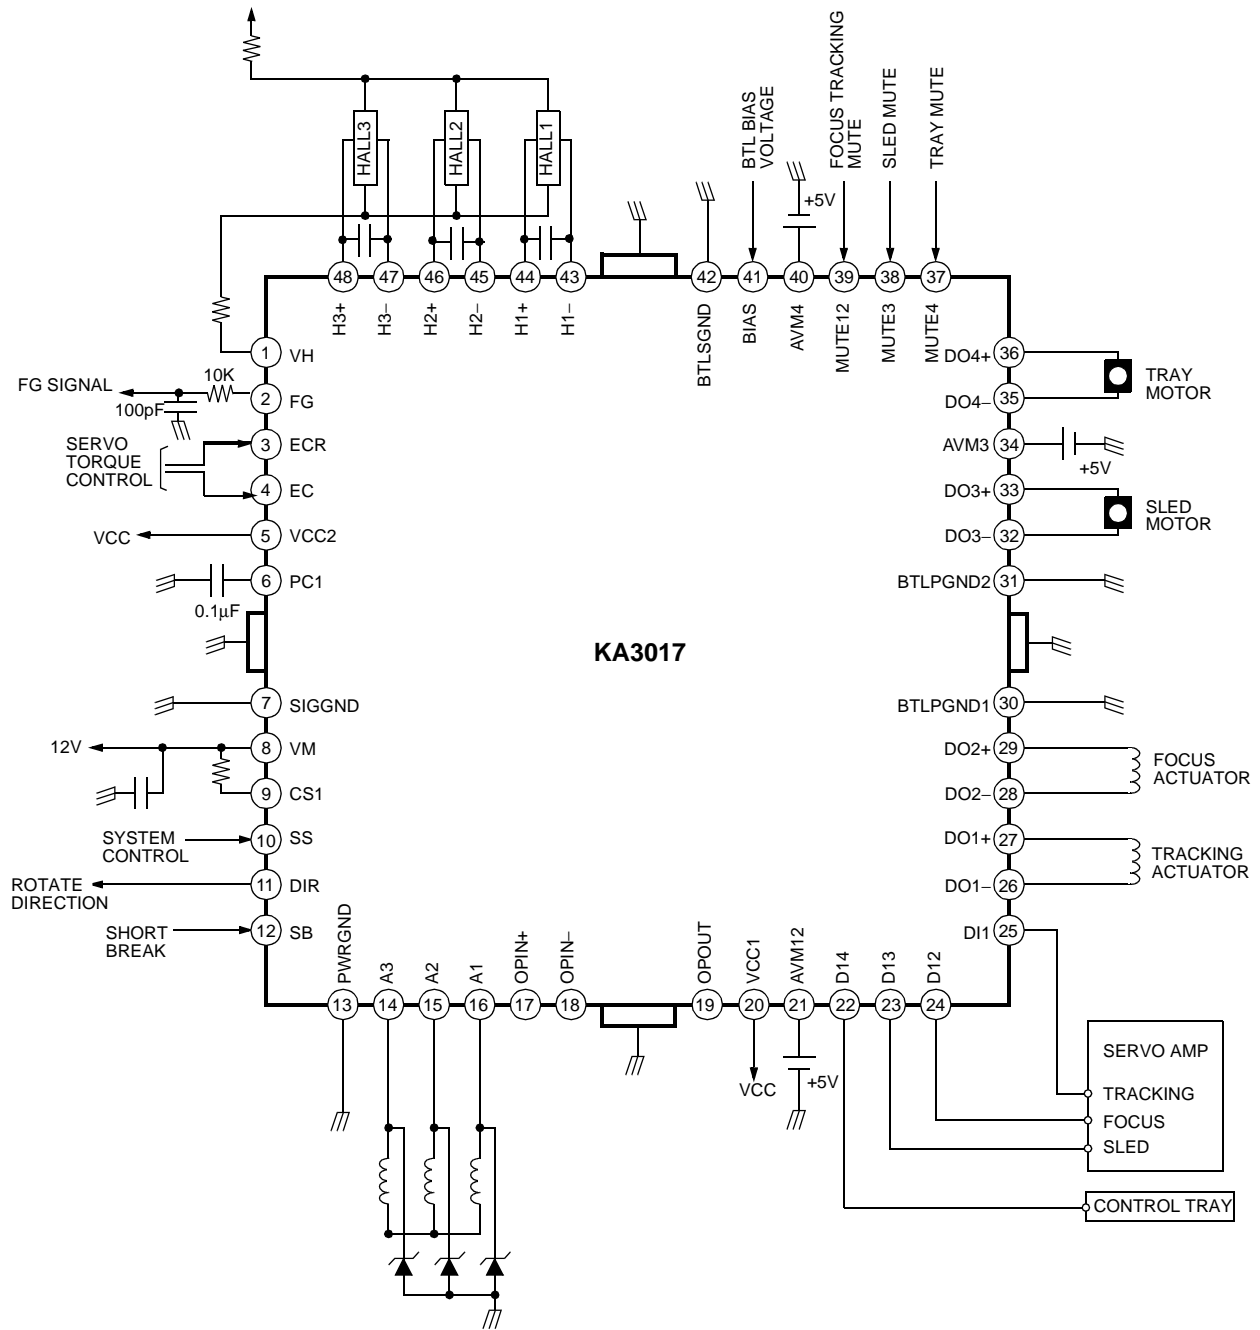 HALL3
HALL2
HALL1
BTL BIAS
VOLTAGE
+5V
FOCUS TRACKING
MUTE
SLED MUTE
TRAY MUTE
48
47
46
45
44
43
42
41
40
39
38
37
H3+
H3−
H2+
H2−
H1+
H1−
BTLSGND
BIAS
AVM4
MUTE12
MUTE3
MUTE4
1
VH
FG SIGNAL
10K
100pF
2
FG
SERVO
TORQUE
CONTROL
3
ECR
4
EC
VCC
5
VCC2
6
PC1
0.1µF
7
SIGGND
12V
8
VM
9
CS1
SYSTEM
CONTROL
10
SS
ROTATE
DIRECTION
11
DIR
SHORT
BREAK
12
SB
KA3017
DO4+
36
DO4−
35
TRAY
MOTOR
AVM3
34
+5V
DO3+
33
DO3−
32
SLED
MOTOR
BTLPGND2
31
BTLPGND1
30
DO2+
29
DO2−
28
FOCUS
ACTUATOR
DO1+
27
DO1−
26
TRACKING
ACTUATOR
DI1
25
PWRGND
A3
A2
A1
OPIN+
OPIN−
OPOUT
VCC1
AVM12
D14
D13
D12
13
14
15
16
17
18
19
20
21
22
23
24
VCC
+5V
SERVO AMP
TRACKING
FOCUS
SLED
CONTROL TRAY